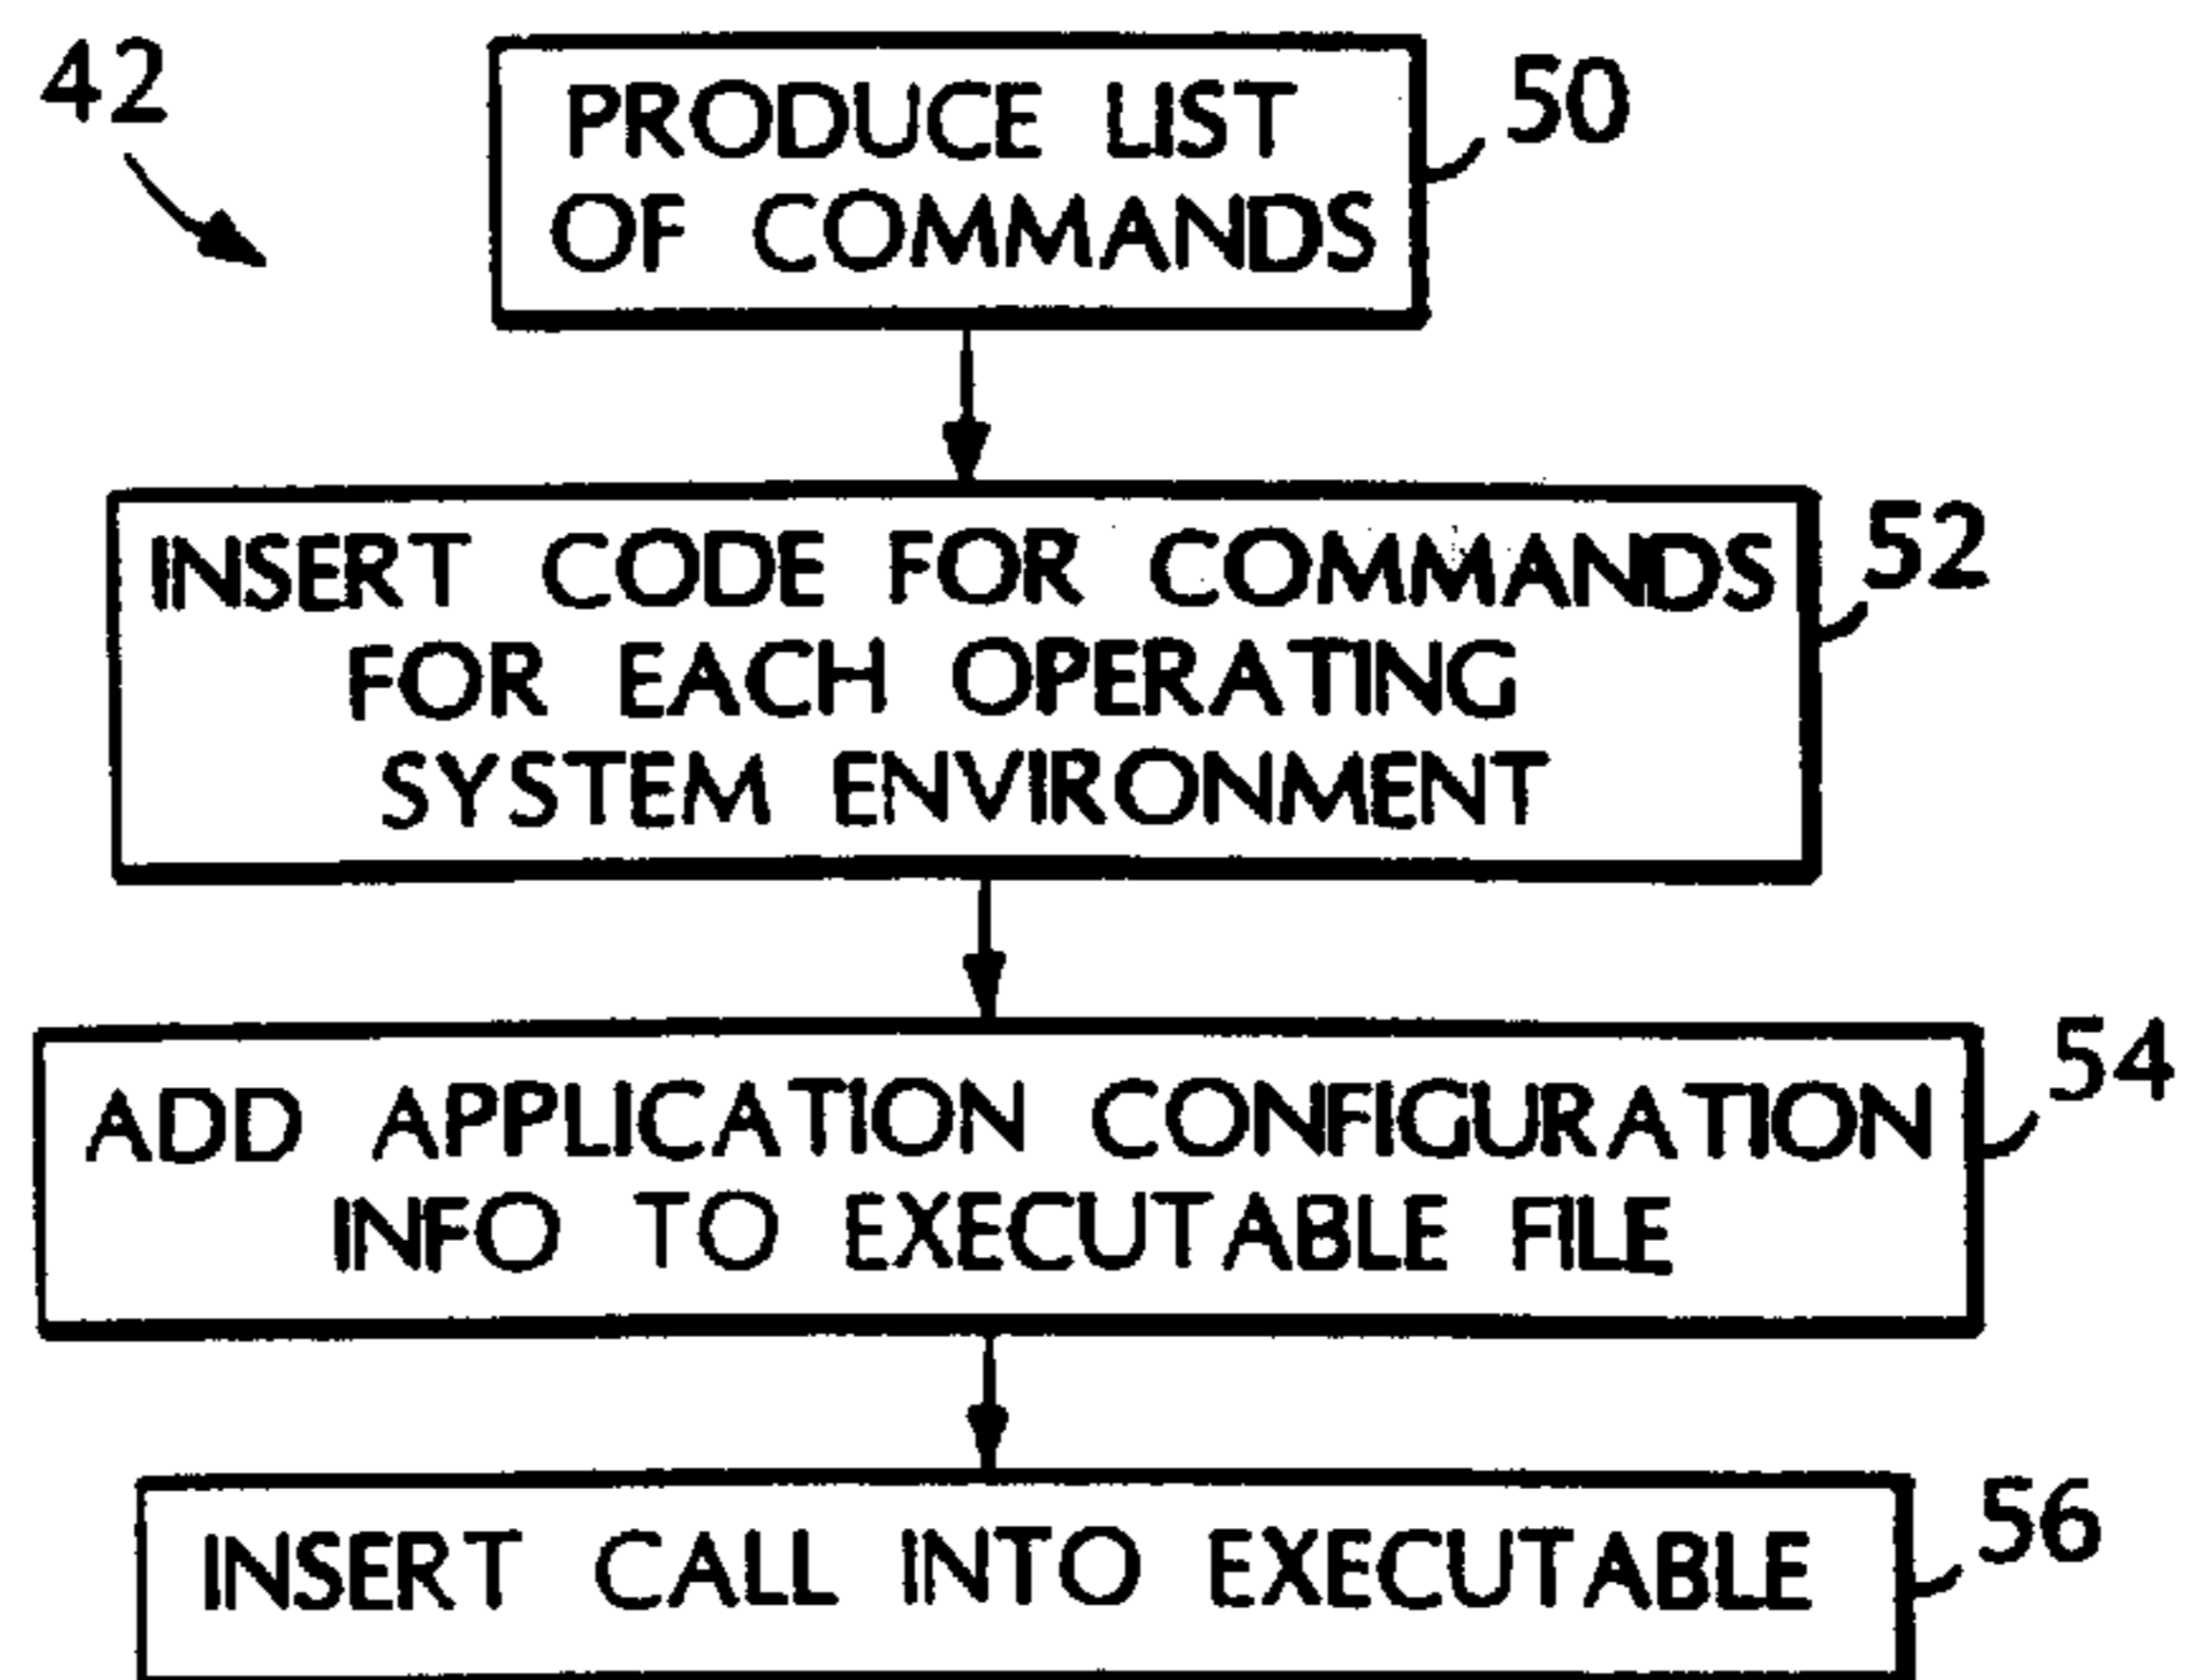 42
PRODUCE LIST
OF COMMANDS
50
INSERT CODE FOR COMMANDS
FOR EACH OPERATING
SYSTEM ENVIRONMENT
52
ADD APPLICATION CONFIGURATION
INFO TO EXECUTABLE FILE
54
INSERT CALL INTO EXECUTABLE
56